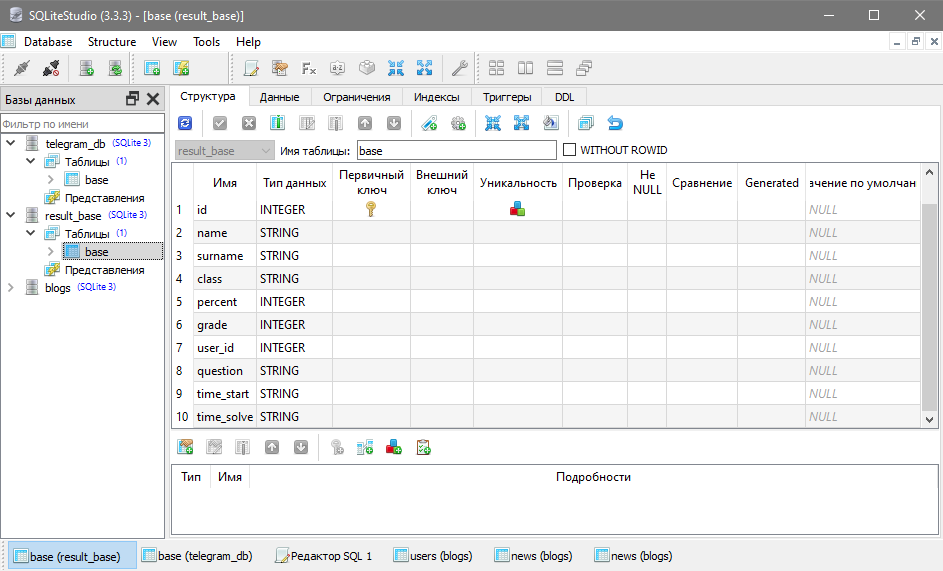 SQLiteStudio (3.3.3) - [base (result_base)]
Database Structure View Tools Help
Базы данных
Фильтр по имени
telegram_db (SQLite 3)
Таблицы (1)
base
Представления
result_base (SQLite 3)
Таблицы (1)
base
Представления
blogs (SQLite 3)
Структура Данные Ограничения Индексы Триггеры DDL
result_base Имя таблицы: base WITHOUT ROWID
Имя Тип данных Первичный ключ Внешний ключ Уникальность Проверка Не NULL Сравнение Generated ачение по умолчан
1 id INTEGER NULL
2 name STRING NULL
3 surname STRING NULL
4 class STRING NULL
5 percent INTEGER NULL
6 grade INTEGER NULL
7 user_id INTEGER NULL
8 question STRING NULL
9 time_start STRING NULL
10 time_solve STRING NULL
Тип Имя Подробности
base (result_base) base (telegram_db) Редактор SQL 1 users (blogs) news (blogs) news (blogs)